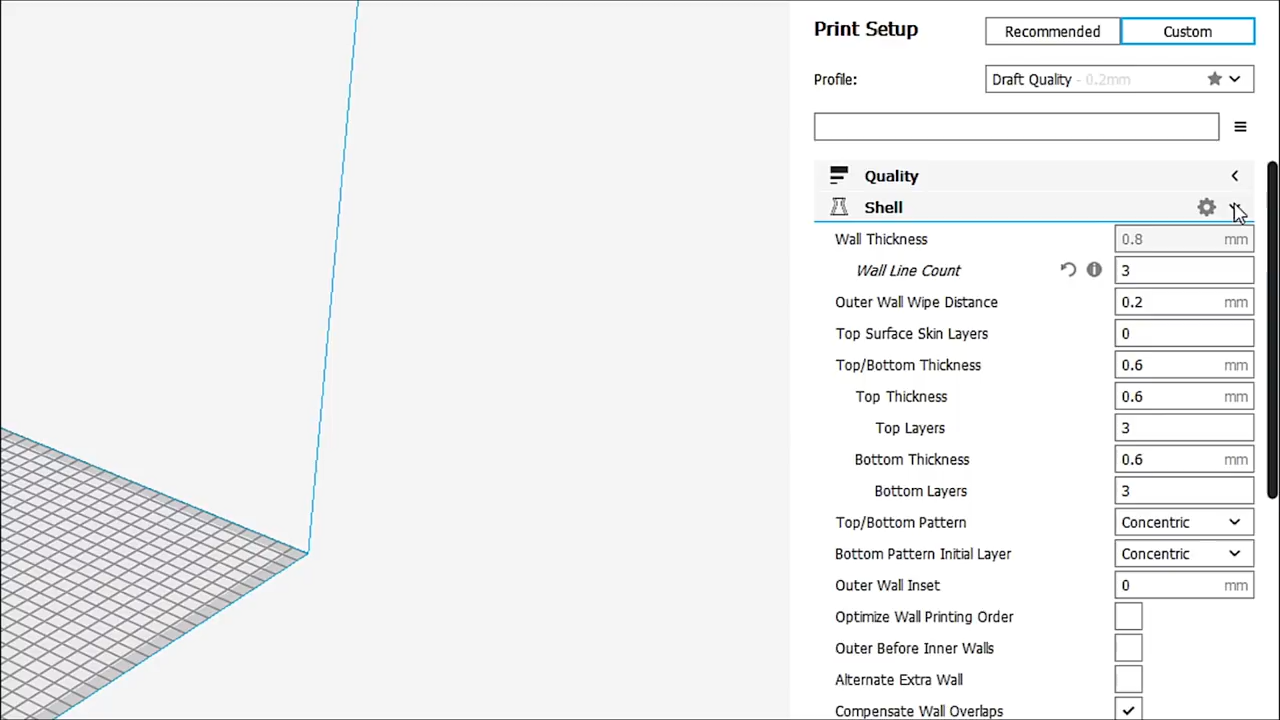 Print Setup Recommended Custom
Profile: Draft Quality - 0.2mm
Quality
Shell
Wall Thickness 0.8 mm
Wall Line Count 3
Outer Wall Wipe Distance 0.2 mm
Top Surface Skin Layers 0
Top/Bottom Thickness 0.6 mm
Top Thickness 0.6 mm
Top Layers 3
Bottom Thickness 0.6 mm
Bottom Layers 3
Top/Bottom Pattern Concentric
Bottom Pattern Initial Layer Concentric
Outer Wall Inset 0 mm
Optimize Wall Printing Order
Outer Before Inner Walls
Alternate Extra Wall
Compensate Wall Overlaps